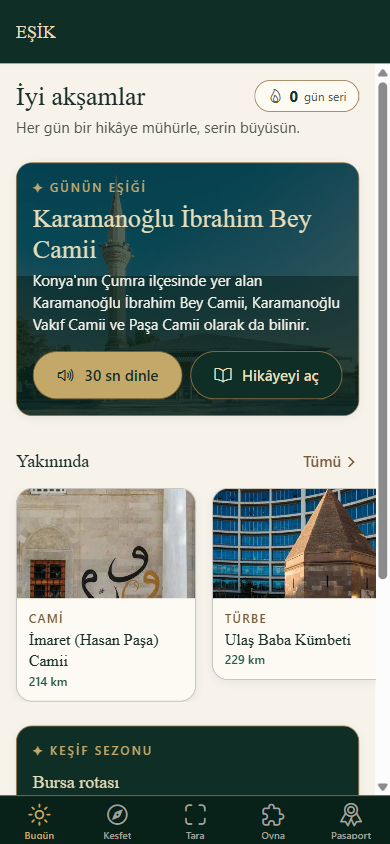 EŞİK
İyi akşamlar
0 gün seri
Her gün bir hikâye mühürle, serin büyüsün.
✦ GÜNÜN EŞİĞİ
Karamanoğlu İbrahim Bey
Camii
Konya'nın Çumra ilçesinde yer alan
Karamanoğlu İbrahim Bey Camii, Karamanoğlu
Vakıf Camii ve Paşa Camii olarak da bilinir.
30 sn dinle
Hikâyeyi aç
Yakınında
Tümü
CAMİ
İmaret (Hasan Paşa)
Camii
214 km
TÜRBE
Ulaş Baba Kümbeti
229 km
✦ KEŞİF SEZONU
Bursa rotası
Bugün
Keşfet
Tara
Oyna
Pasaport